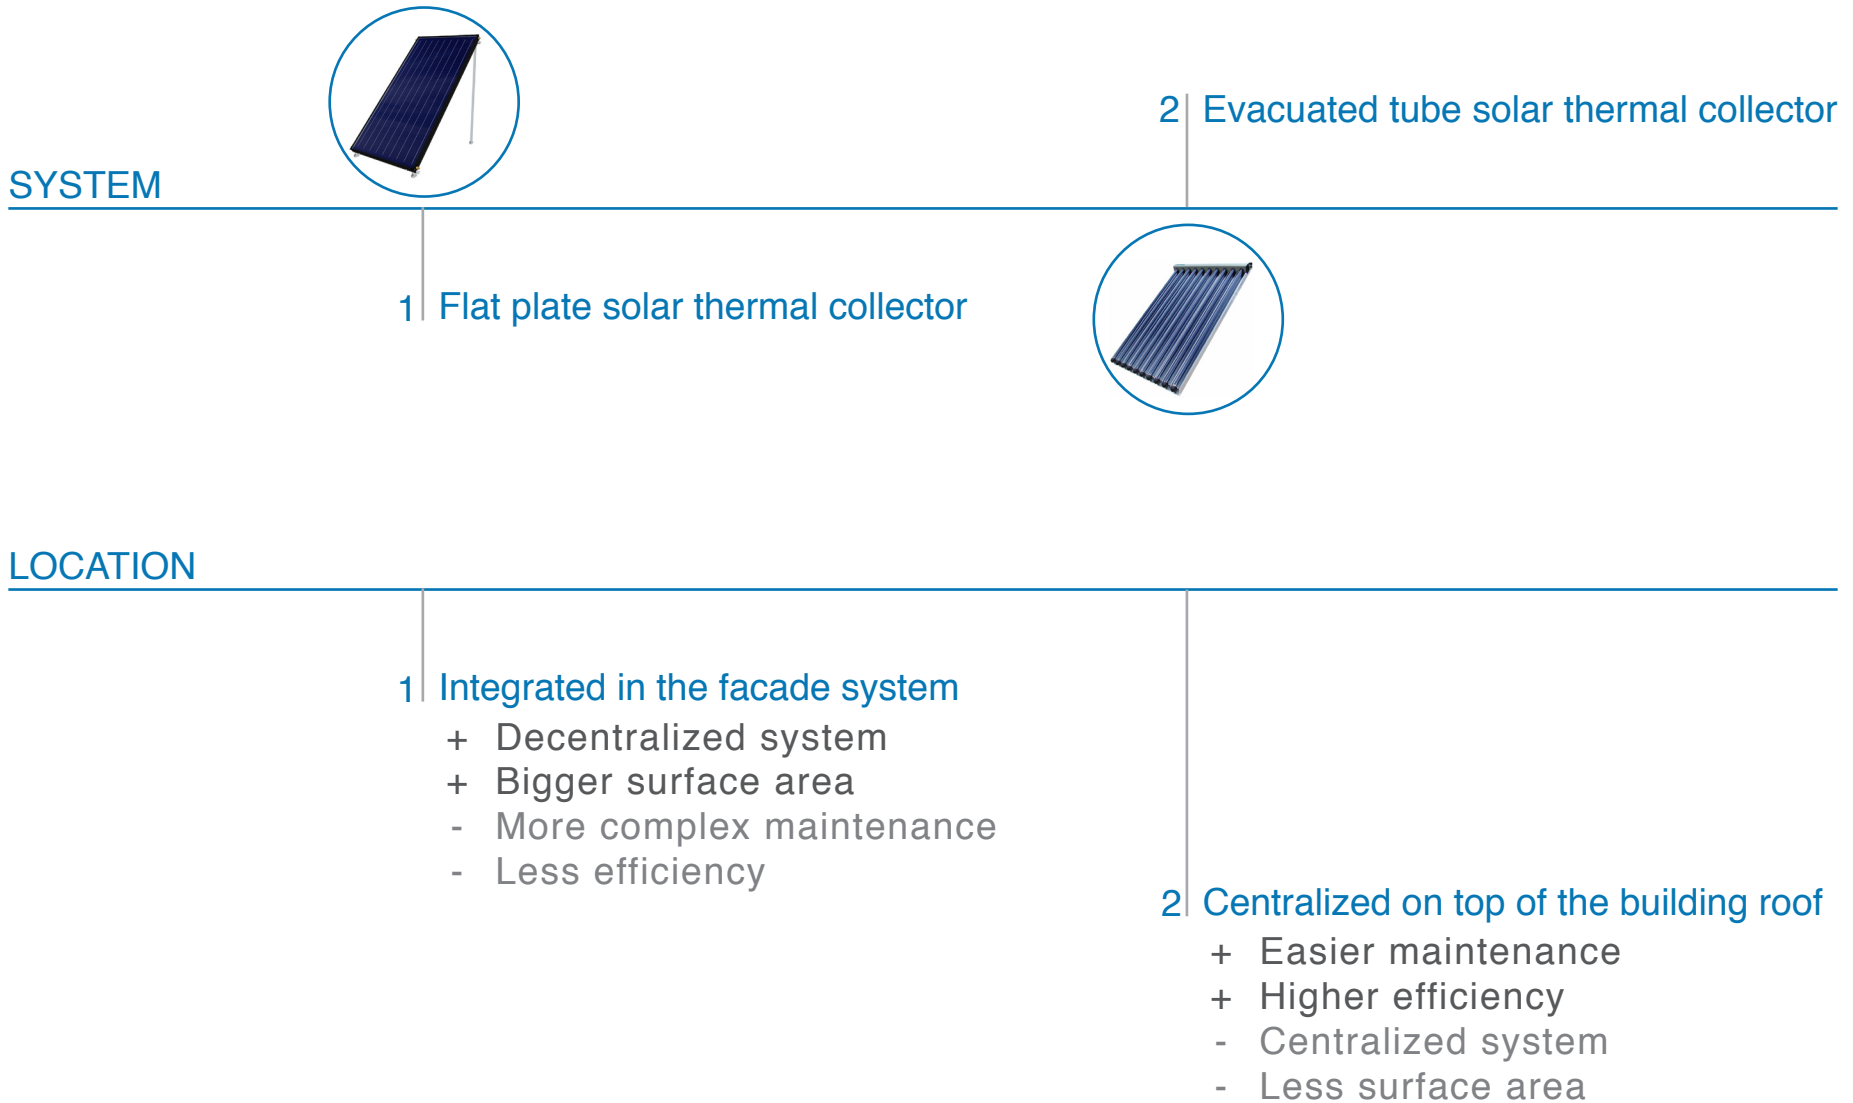 SYSTEM
1 Flat plate solar thermal collector
2 Evacuated tube solar thermal collector
LOCATION
1 Integrated in the facade system
+ Decentralized system
+ Bigger surface area
- More complex maintenance
- Less efficiency
2 Centralized on top of the building roof
+ Easier maintenance
+ Higher efficiency
- Centralized system
- Less surface area